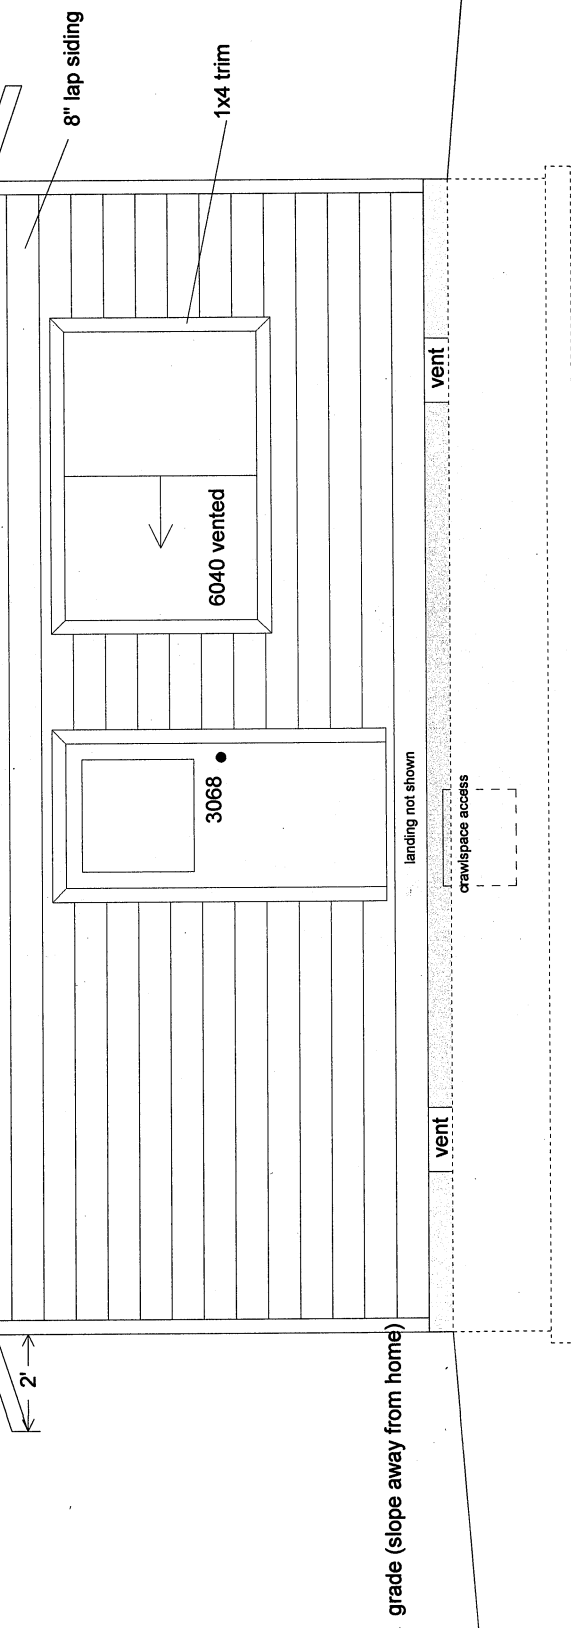 8" lap siding
1x4 trim
6040 vented
vent
3068
landing not shown
crawlspace access
vent
2'
grade (slope away from home)